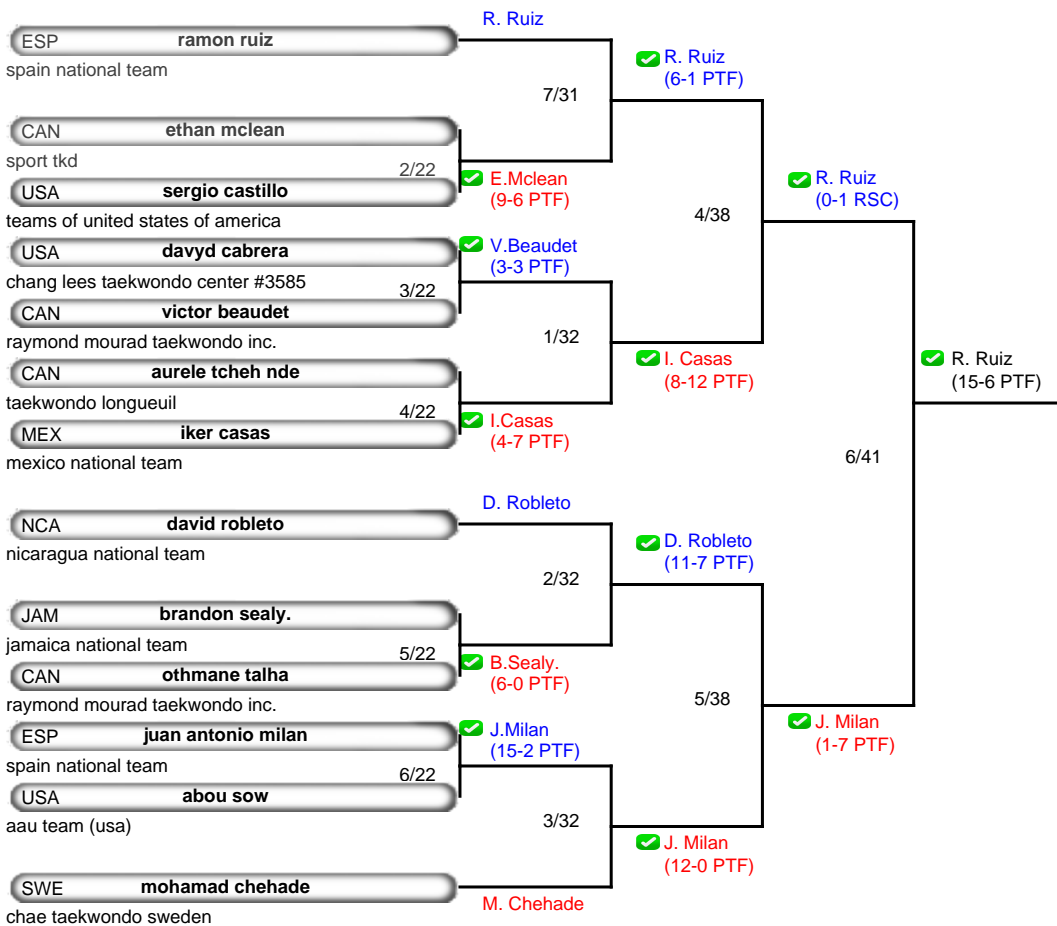 R. Ruiz
ESP ramon ruiz
spain national team
R. Ruiz
(6-1 PTF)
7/31
CAN ethan mclean
sport tkd
2/22
E.Mclean
(9-6 PTF)
USA sergio castillo
teams of united states of america
R. Ruiz
(0-1 RSC)
4/38
USA davyd cabrera
chang lees taekwondo center #3585
V.Beaudet
(3-3 PTF)
3/22
CAN victor beaudet
raymond mourad taekwondo inc.
1/32
I. Casas
(8-12 PTF)
CAN aurele tcheh nde
taekwondo longueuil
4/22
I.Casas
(4-7 PTF)
MEX iker casas
mexico national team
R. Ruiz
(15-6 PTF)
6/41
D. Robleto
NCA david robleto
nicaragua national team
D. Robleto
(11-7 PTF)
2/32
JAM brandon sealy.
jamaica national team
5/22
B.Sealy.
(6-0 PTF)
CAN othmane talha
raymond mourad taekwondo inc.
5/38
J. Milan
(1-7 PTF)
ESP juan antonio milan
spain national team
J.Milan
(15-2 PTF)
6/22
USA abou sow
aau team (usa)
3/32
J. Milan
(12-0 PTF)
SWE mohamad chehade
chae taekwondo sweden
M. Chehade